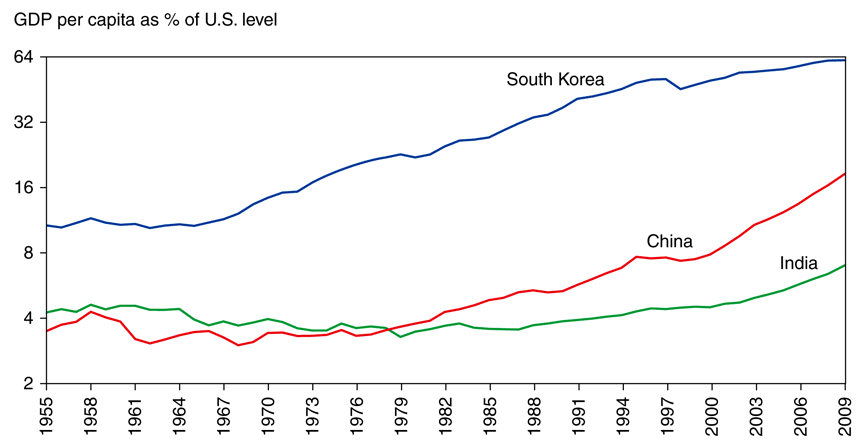 GDP per capita as % of U.S. level
64
South Korea
32
16
China
8
India
4
2
1955 1958 1961 1964 1967 1970 1973 1976 1979 1982 1985 1988 1991 1994 1997 2000 2003 2006 2009